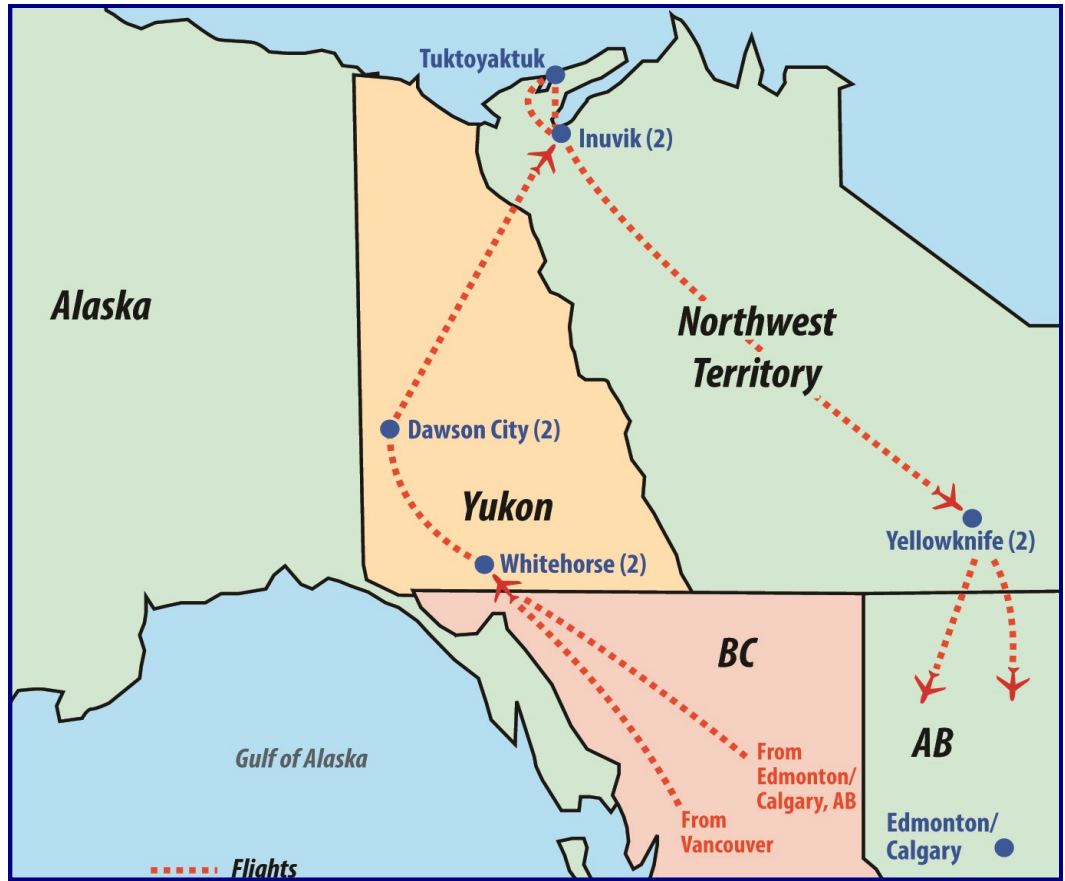 Tuktoyaktuk
Inuvik (2)
Alaska
Northwest
Territory
Dawson City (2)
Yukon
Yellowknife (2)
Whitehorse (2)
BC
AB
Gulf of Alaska
From
Edmonton/
Calgary, AB
From
Vancouver
Edmonton/
Calgary
Flights